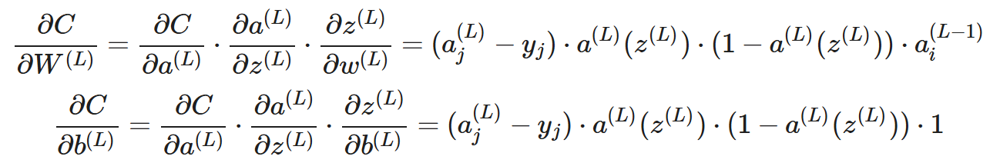 ∂C/∂W^(L) = ∂C/∂a^(L) · ∂a^(L)/∂z^(L) · ∂z^(L)/∂w^(L) = (a_j^(L) − y_j) · a^(L)(z^(L)) · (1 − a^(L)(z^(L))) · a_i^(L−1)
∂C/∂b^(L) = ∂C/∂a^(L) · ∂a^(L)/∂z^(L) · ∂z^(L)/∂b^(L) = (a_j^(L) − y_j) · a^(L)(z^(L)) · (1 − a^(L)(z^(L))) · 1